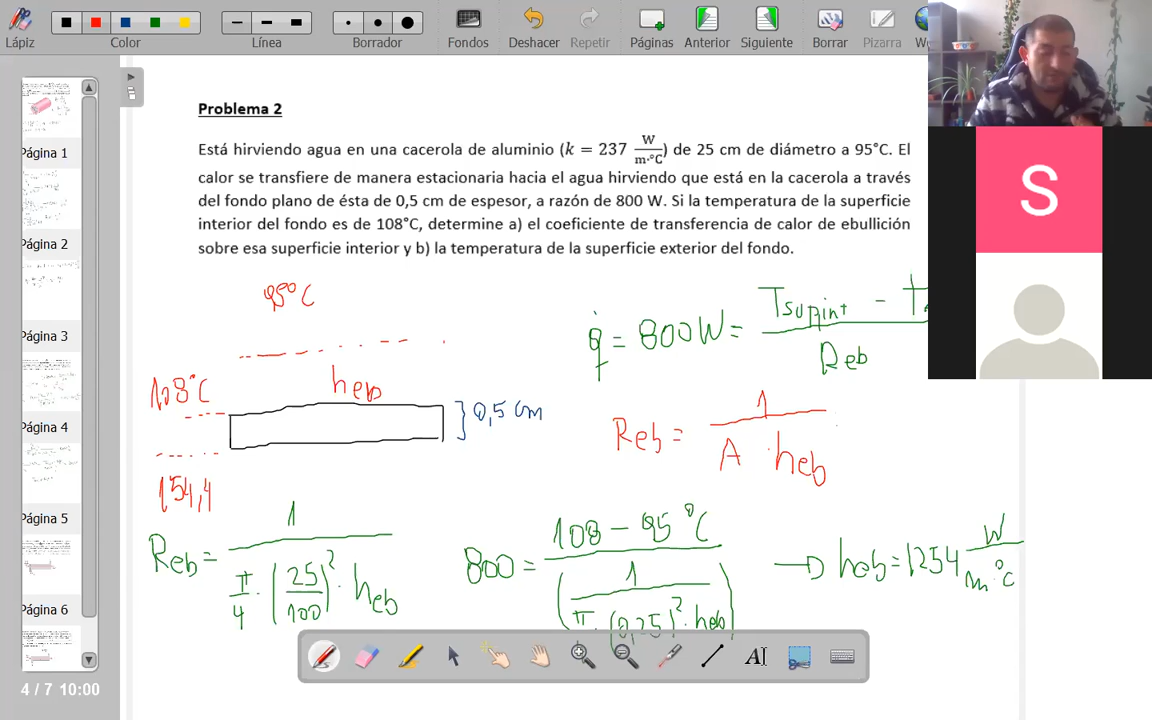 Lápiz
Color
Línea
Borrador
Fondos
Deshacer
Repetir
Páginas
Anterior
Siguiente
Borrar
Pizarra
Página 1
Página 2
Página 3
Página 4
Página 5
Página 6
4 / 7 10:00
S
Problema 2
Está hirviendo agua en una cacerola de aluminio (k = 237 W/m·°C) de 25 cm de diámetro a 95°C. El
calor se transfiere de manera estacionaria hacia el agua hirviendo que está en la cacerola a través
del fondo plano de ésta de 0,5 cm de espesor, a razón de 800 W. Si la temperatura de la superficie
interior del fondo es de 108°C, determine a) el coeficiente de transferencia de calor de ebullición
sobre esa superficie interior y b) la temperatura de la superficie exterior del fondo.
95°C
q̇ = 800W = Tsupint -
Reb
108°C
heb
0,5 cm
Reb = 1
A · heb
154,4
Reb = 1
π/4 · (25/100)² · heb
800 = 108 - 95 °C
1
(0,25)² · heb
→ heb = 1254 W
m·°C
AI